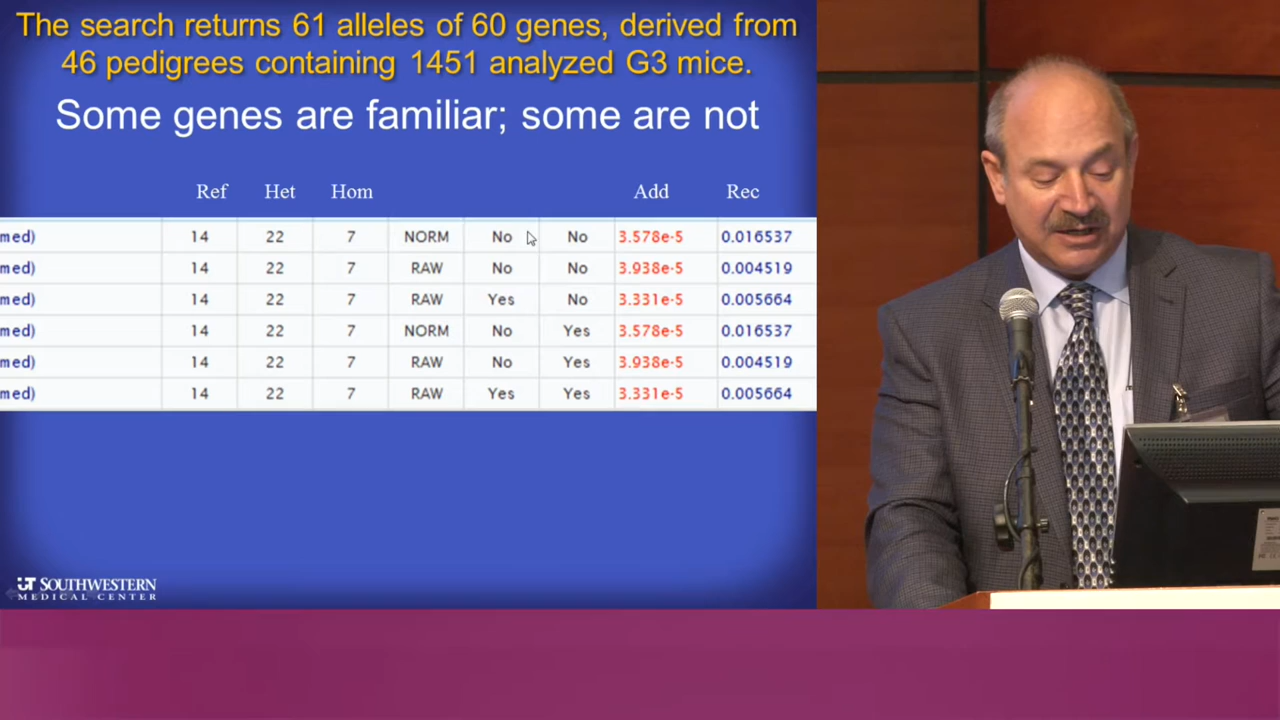 The search returns 61 alleles of 60 genes, derived from
46 pedigrees containing 1451 analyzed G3 mice.
Some genes are familiar; some are not
Ref Het Hom Add Rec
med) 14 22 7 NORM No No 3.578e-5 0.016537
med) 14 22 7 RAW No No 3.938e-5 0.004519
med) 14 22 7 RAW Yes No 3.331e-5 0.005664
med) 14 22 7 NORM No Yes 3.578e-5 0.016537
med) 14 22 7 RAW No Yes 3.938e-5 0.004519
med) 14 22 7 RAW Yes Yes 3.331e-5 0.005664
UT SOUTHWESTERN
MEDICAL CENTER